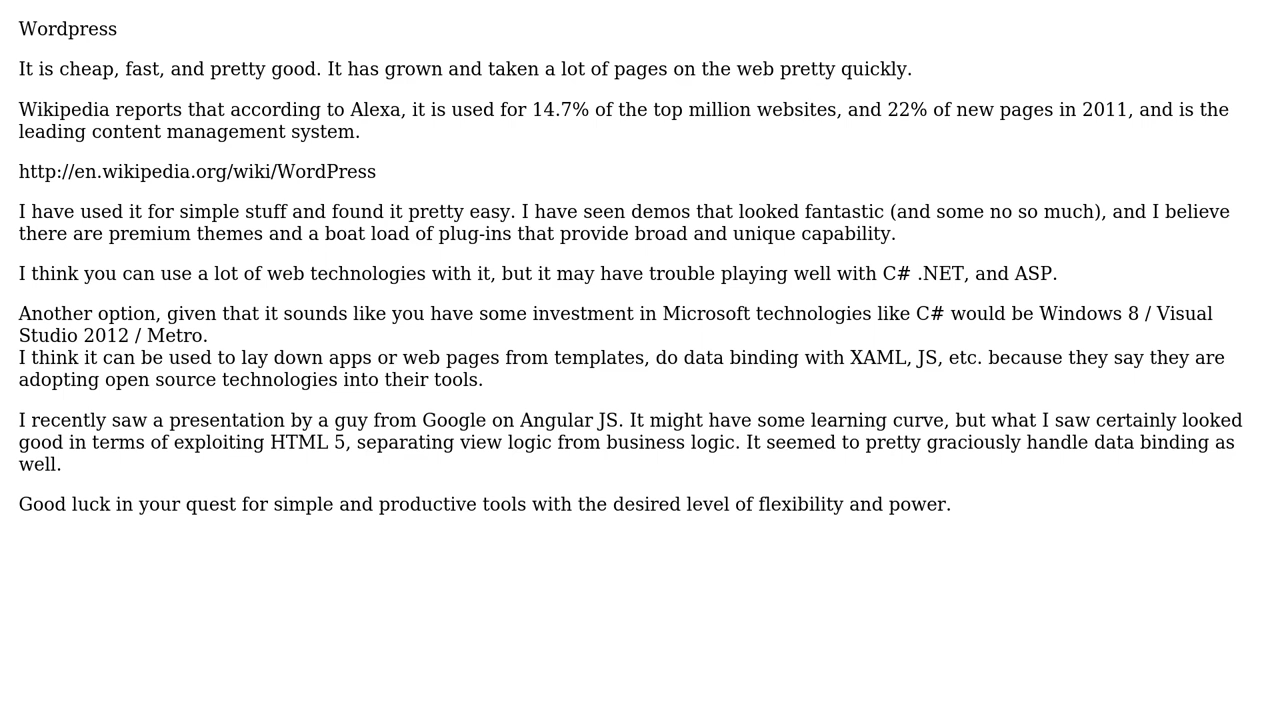 Wordpress
It is cheap, fast, and pretty good. It has grown and taken a lot of pages on the web pretty quickly.
Wikipedia reports that according to Alexa, it is used for 14.7% of the top million websites, and 22% of new pages in 2011, and is the
leading content management system.
http://en.wikipedia.org/wiki/WordPress
I have used it for simple stuff and found it pretty easy. I have seen demos that looked fantastic (and some no so much), and I believe
there are premium themes and a boat load of plug-ins that provide broad and unique capability.
I think you can use a lot of web technologies with it, but it may have trouble playing well with C# .NET, and ASP.
Another option, given that it sounds like you have some investment in Microsoft technologies like C# would be Windows 8 / Visual
Studio 2012 / Metro.
I think it can be used to lay down apps or web pages from templates, do data binding with XAML, JS, etc. because they say they are
adopting open source technologies into their tools.
I recently saw a presentation by a guy from Google on Angular JS. It might have some learning curve, but what I saw certainly looked
good in terms of exploiting HTML 5, separating view logic from business logic. It seemed to pretty graciously handle data binding as
well.
Good luck in your quest for simple and productive tools with the desired level of flexibility and power.